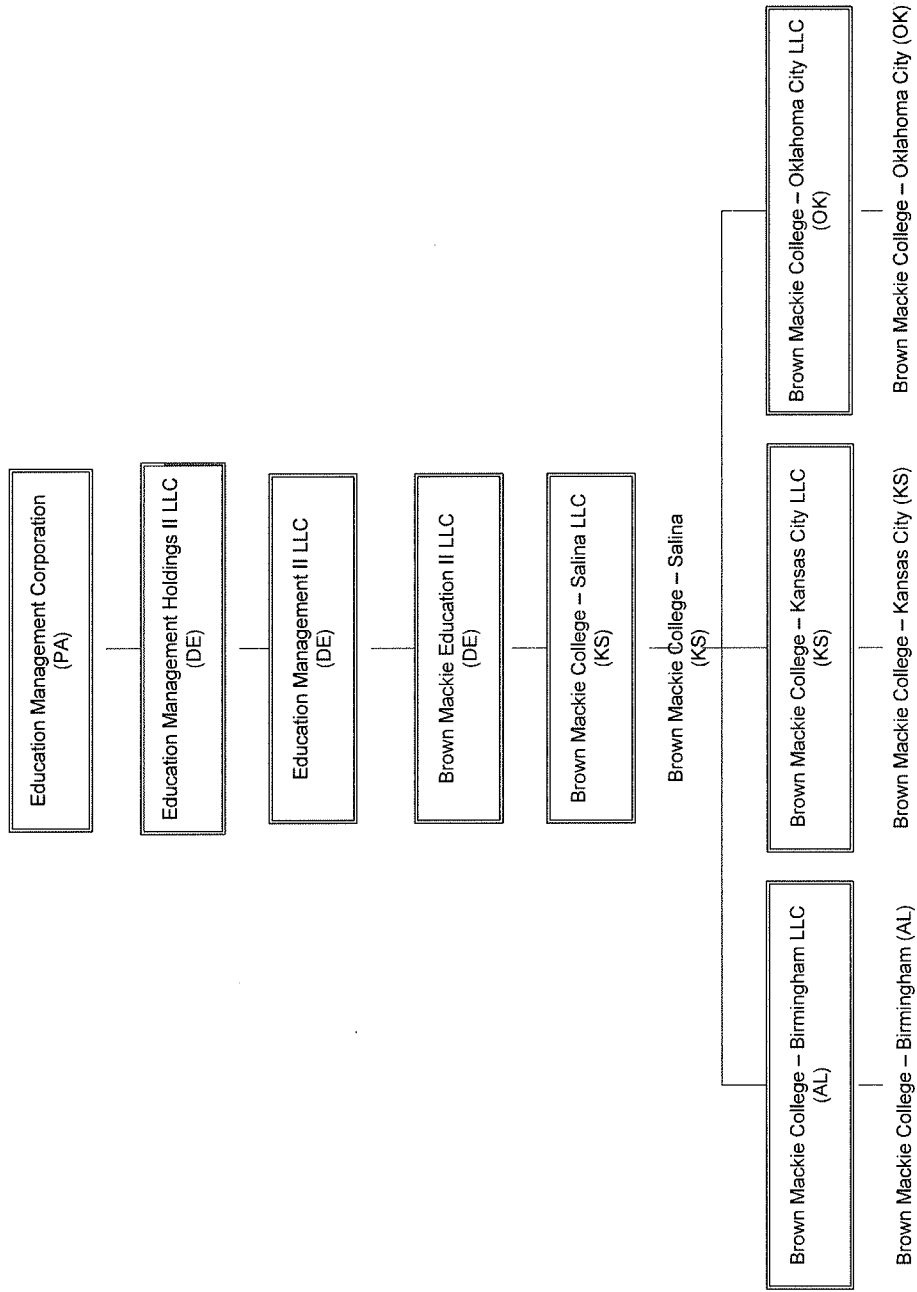 Education Management Corporation
(PA)
Education Management Holdings II LLC
(DE)
Education Management II LLC
(DE)
Brown Mackie Education II LLC
(DE)
Brown Mackie College – Salina LLC
(KS)
Brown Mackie College – Salina
(KS)
Brown Mackie College – Birmingham LLC
(AL)
Brown Mackie College – Birmingham (AL)
Brown Mackie College – Kansas City LLC
(KS)
Brown Mackie College – Kansas City (KS)
Brown Mackie College – Oklahoma City LLC
(OK)
Brown Mackie College – Oklahoma City (OK)